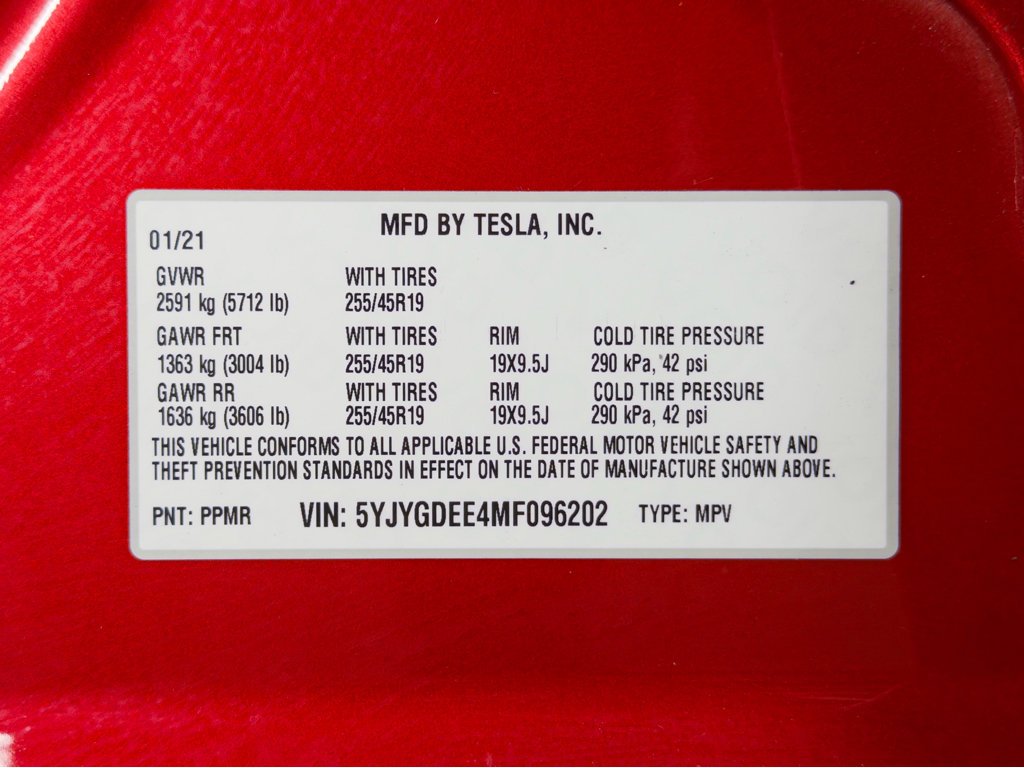 MFD BY TESLA, INC.
01/21
GVWR WITH TIRES
2591 kg (5712 lb) 255/45R19
GAWR FRT WITH TIRES RIM COLD TIRE PRESSURE
1363 kg (3004 lb) 255/45R19 19X9.5J 290 kPa, 42 psi
GAWR RR WITH TIRES RIM COLD TIRE PRESSURE
1636 kg (3606 lb) 255/45R19 19X9.5J 290 kPa, 42 psi
THIS VEHICLE CONFORMS TO ALL APPLICABLE U.S. FEDERAL MOTOR VEHICLE SAFETY AND
THEFT PREVENTION STANDARDS IN EFFECT ON THE DATE OF MANUFACTURE SHOWN ABOVE.
PNT: PPMR VIN: 5YJYGDEE4MF096202 TYPE: MPV